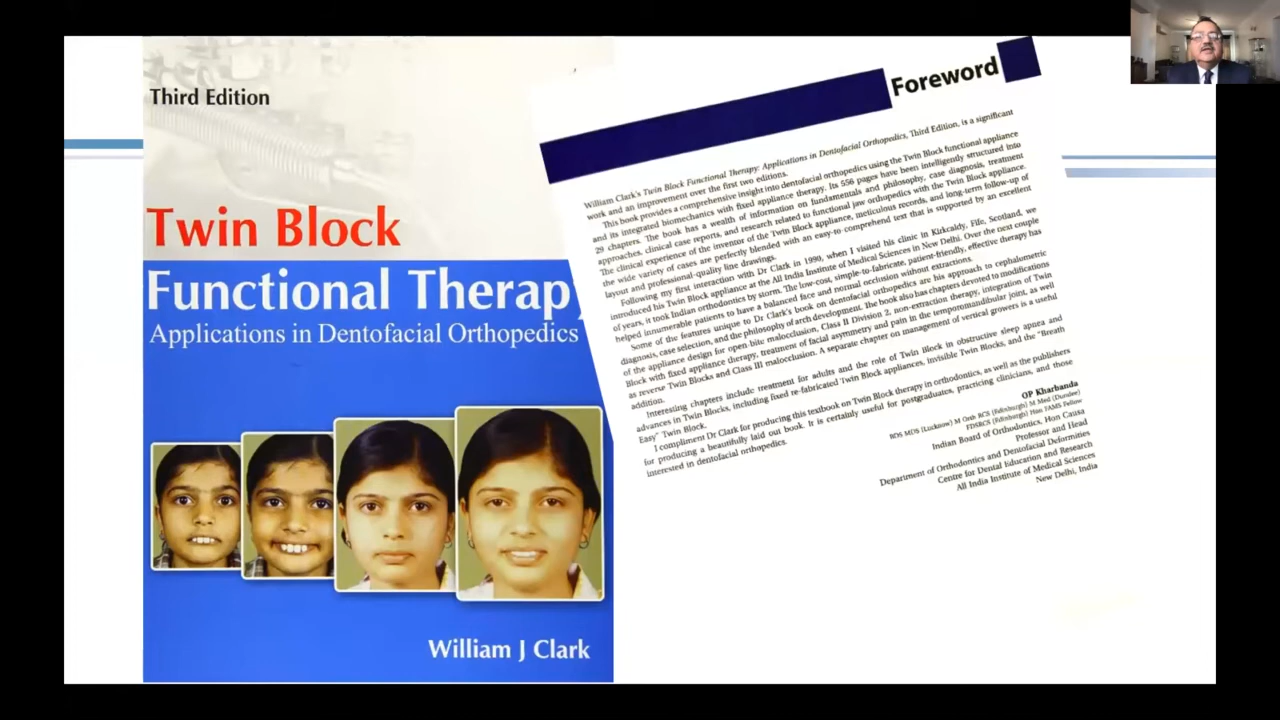 Third Edition
Twin Block
Functional Therap
Applications in Dentofacial Orthopedics
William J Clark
Foreword
William Clark's Twin Block Functional Therapy: Applications in Dentofacial Orthopedics, Third Edition, is a significant
work and an improvement over the first two editions.
This book provides a comprehensive insight into dentofacial orthopedics using the Twin Block functional appliance
and its integrated biomechanics with fixed appliance therapy. Its 556 pages have been intelligently structured into
29 chapters. The book has a wealth of information on fundamentals and philosophy, case diagnosis, treatment
approaches, clinical case reports, and research related to functional jaw orthopedics with the Twin Block appliance.
The clinical experience of the inventor of the Twin Block appliance, meticulous records, and long-term follow-up of
the wide variety of cases are perfectly blended with an easy-to-comprehend text that is supported by an excellent
layout and professional-quality line drawings.
Following my first interaction with Dr Clark in 1990, when I visited his clinic in Kirkcaldy, Fife, Scotland, we
introduced his Twin Block appliance at the All India Institute of Medical Sciences in New Delhi. Over the next couple
of years, it took Indian orthodontics by storm. The low-cost, simple-to-fabricate, patient-friendly, effective therapy has
helped innumerable patients to have a balanced face and normal occlusion without extractions.
Some of the features unique to Dr Clark's book on dentofacial orthopedics are his approach to cephalometric
diagnosis, case selection, and the philosophy of arch development. The book also has chapters devoted to modifications
of the appliance design for open bite malocclusion, Class II Division 2, non-extraction therapy, integration of Twin
Block with fixed appliance therapy, treatment of facial asymmetry and pain in the temporomandibular joint, as well
as reverse Twin Blocks and Class III malocclusion. A separate chapter on management of vertical growers is a useful
addition.
Interesting chapters include treatment for adults and the role of Twin Block in obstructive sleep apnea and
advances in Twin Blocks, including fixed re-fabricated Twin Block appliances, invisible Twin Blocks, and the "Breath
Easy" Twin Block.
I compliment Dr Clark for producing this textbook on Twin Block therapy in orthodontics, as well as the publishers
for producing a beautifully laid out book. It is certainly useful for postgraduates, practicing clinicians, and those
interested in dentofacial orthopedics.
OP Kharbanda
BDS MDS (Lucknow) M Orth RCS (Edinburgh) M Med (Dundee)
FDSRCS (Edinburgh) Hon FAMS Fellow
Indian Board of Orthodontics, Hon Causa
Professor and Head
Department of Orthodontics and Dentofacial Deformities
Centre for Dental Education and Research
All India Institute of Medical Sciences
New Delhi, India